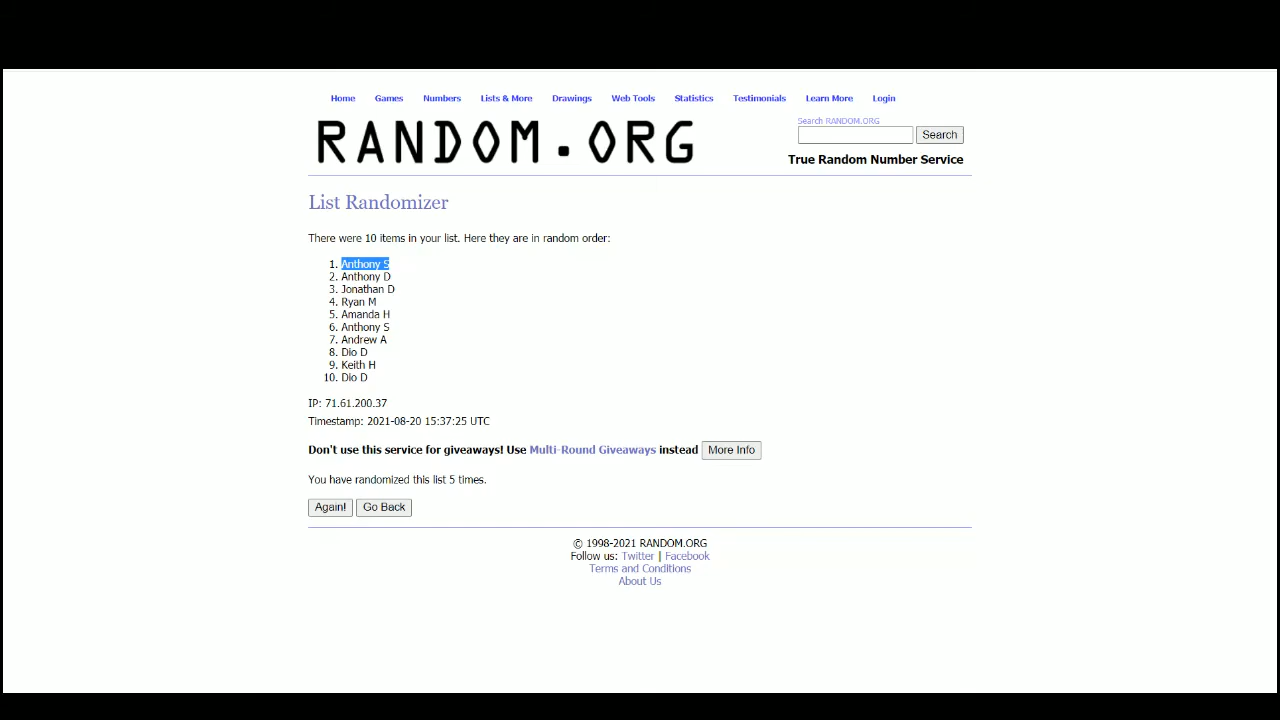 Home Games Numbers Lists & More Drawings Web Tools Statistics Testimonials Learn More Login
RANDOM.ORG
Search RANDOM.ORG
Search
True Random Number Service
List Randomizer
There were 10 items in your list. Here they are in random order:
1. Anthony S
2. Anthony D
3. Jonathan D
4. Ryan M
5. Amanda H
6. Anthony S
7. Andrew A
8. Dio D
9. Keith H
10. Dio D
IP: 71.61.200.37
Timestamp: 2021-08-20 15:37:25 UTC
Don't use this service for giveaways! Use Multi-Round Giveaways instead More Info
You have randomized this list 5 times.
Again! Go Back
© 1998-2021 RANDOM.ORG
Follow us: Twitter | Facebook
Terms and Conditions
About Us